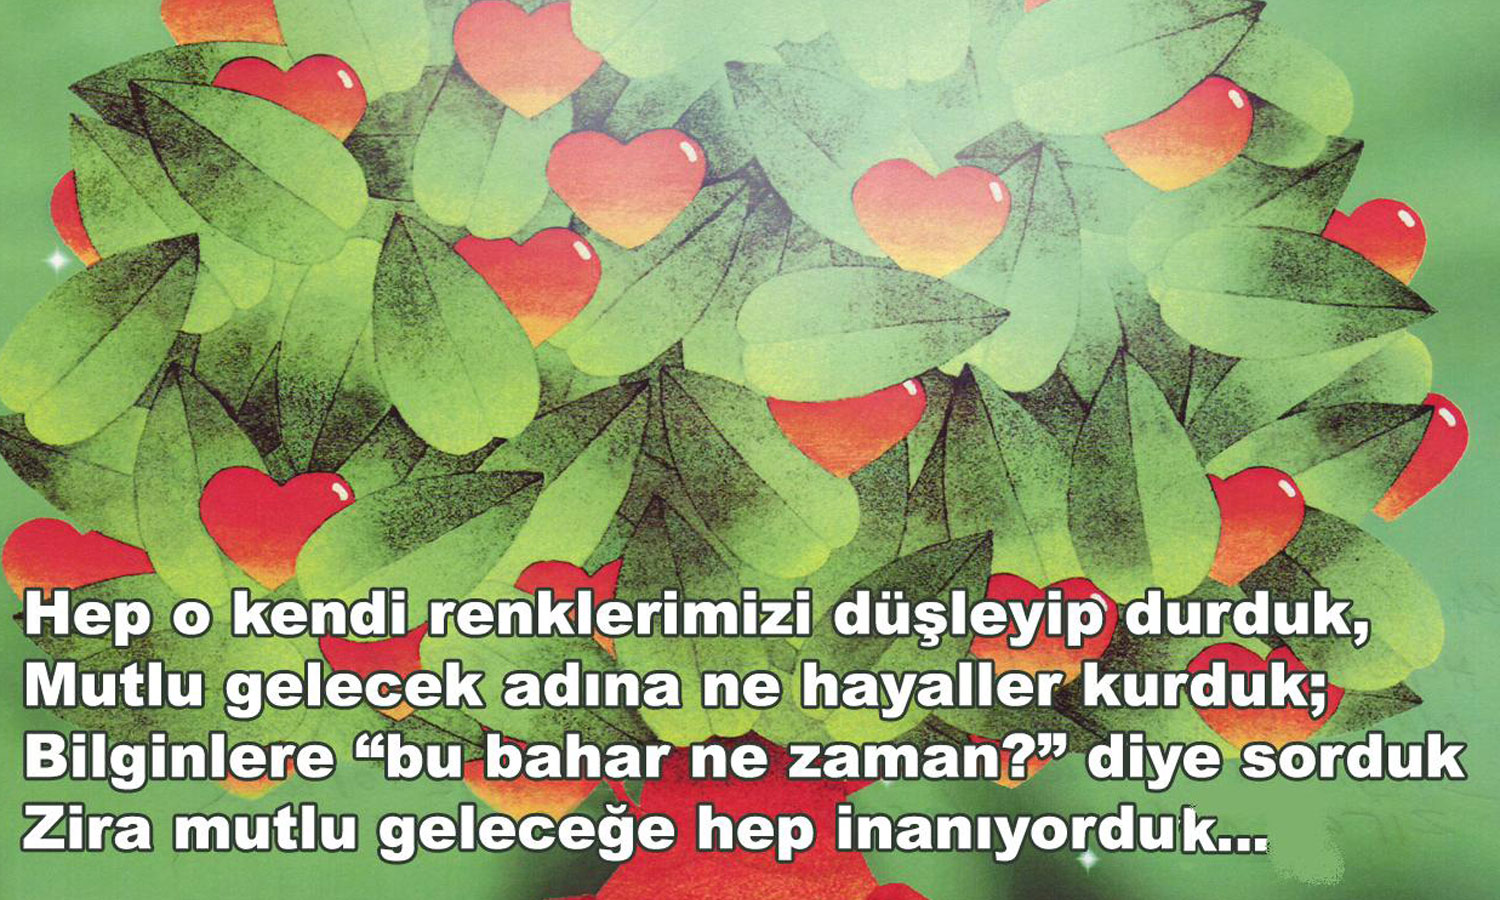 Hep o kendi renklerimizi düşleyip durduk,
Mutlu gelecek adına ne hayaller kurduk;
Bilginlere “bu bahar ne zaman?” diye sorduk
Zira mutlu geleceğe hep inanıyorduk...